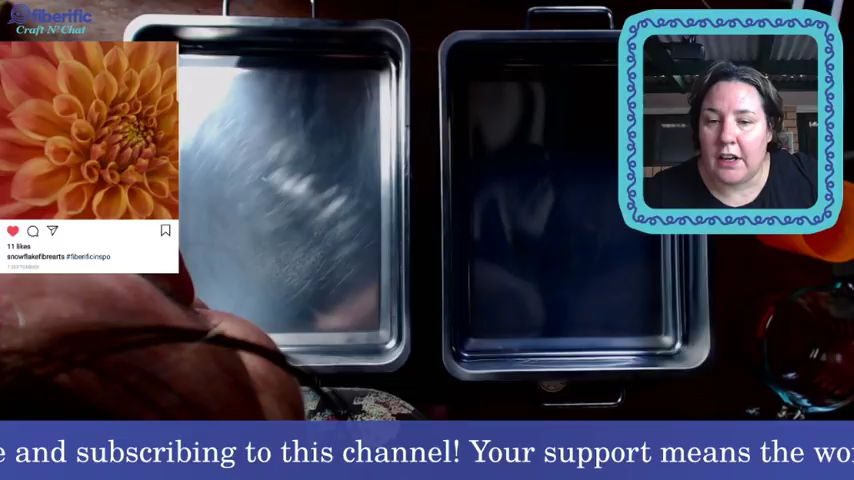 fiberific
Craft N' Chat
11 likes
snowflakefibrearts #fiberificinspo
e and subscribing to this channel! Your support means the wo